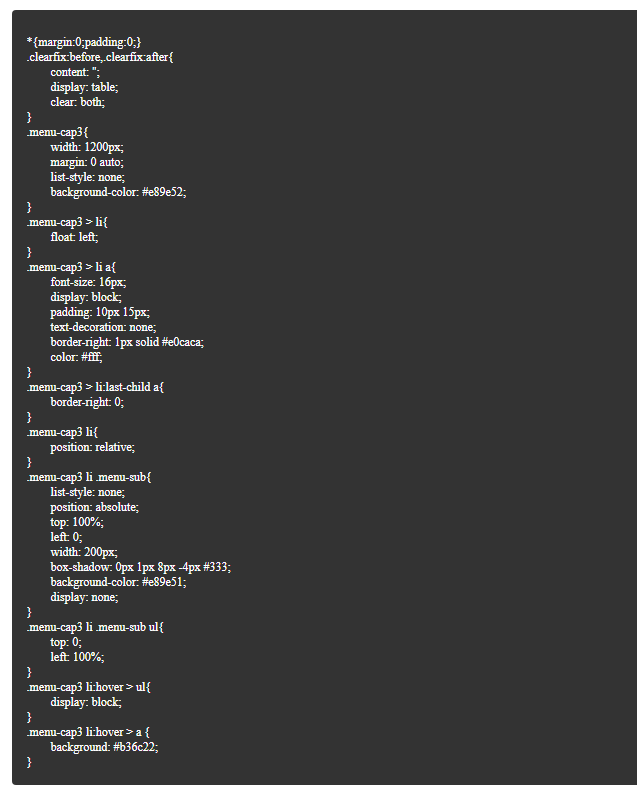 *{margin:0;padding:0;}
.clearfix:before,.clearfix:after{
content: '';
display: table;
clear: both;
}
.menu-cap3{
width: 1200px;
margin: 0 auto;
list-style: none;
background-color: #e89e52;
}
.menu-cap3 > li{
float: left;
}
.menu-cap3 > li a{
font-size: 16px;
display: block;
padding: 10px 15px;
text-decoration: none;
border-right: 1px solid #e0caca;
color: #fff;
}
.menu-cap3 > li:last-child a{
border-right: 0;
}
.menu-cap3 li{
position: relative;
}
.menu-cap3 li .menu-sub{
list-style: none;
position: absolute;
top: 100%;
left: 0;
width: 200px;
box-shadow: 0px 1px 8px -4px #333;
background-color: #e89e51;
display: none;
}
.menu-cap3 li .menu-sub ul{
top: 0;
left: 100%;
}
.menu-cap3 li:hover > ul{
display: block;
}
.menu-cap3 li:hover > a {
background: #b36c22;
}